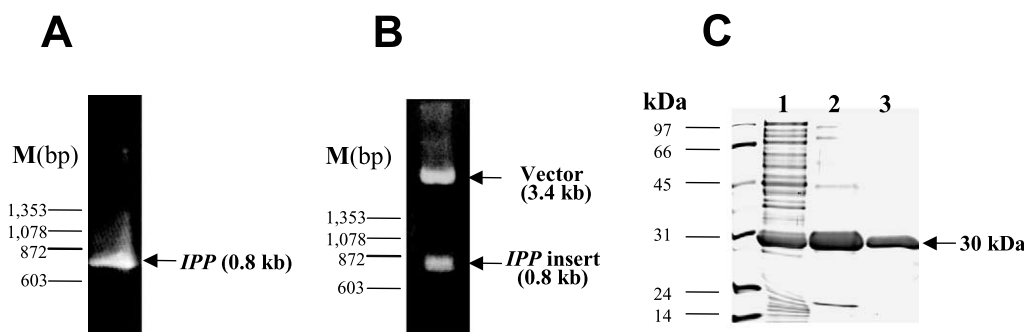 A
B
C
M(bp)
1,353
1,078
872
603
IPP (0.8 kb)
M(bp)
1,353
1,078
872
603
Vector
(3.4 kb)
IPP insert
(0.8 kb)
kDa
1 2 3
97
66
45
31
24
14
30 kDa